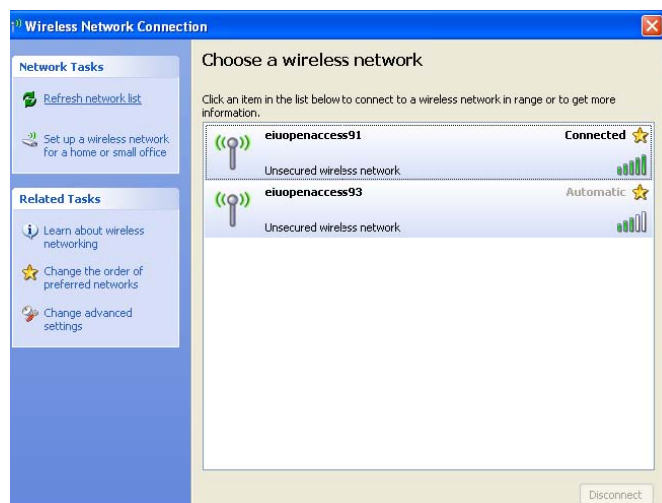 Wireless Network Connection
Network Tasks
Refresh network list
Set up a wireless network
for a home or small office
Related Tasks
Learn about wireless
networking
Change the order of
preferred networks
Change advanced
settings
Choose a wireless network
Click an item in the list below to connect to a wireless network in range or to get more
information.
eiuopenaccess91
Connected
Unsecured wireless network
eiuopenaccess93
Automatic
Unsecured wireless network
Disconnect